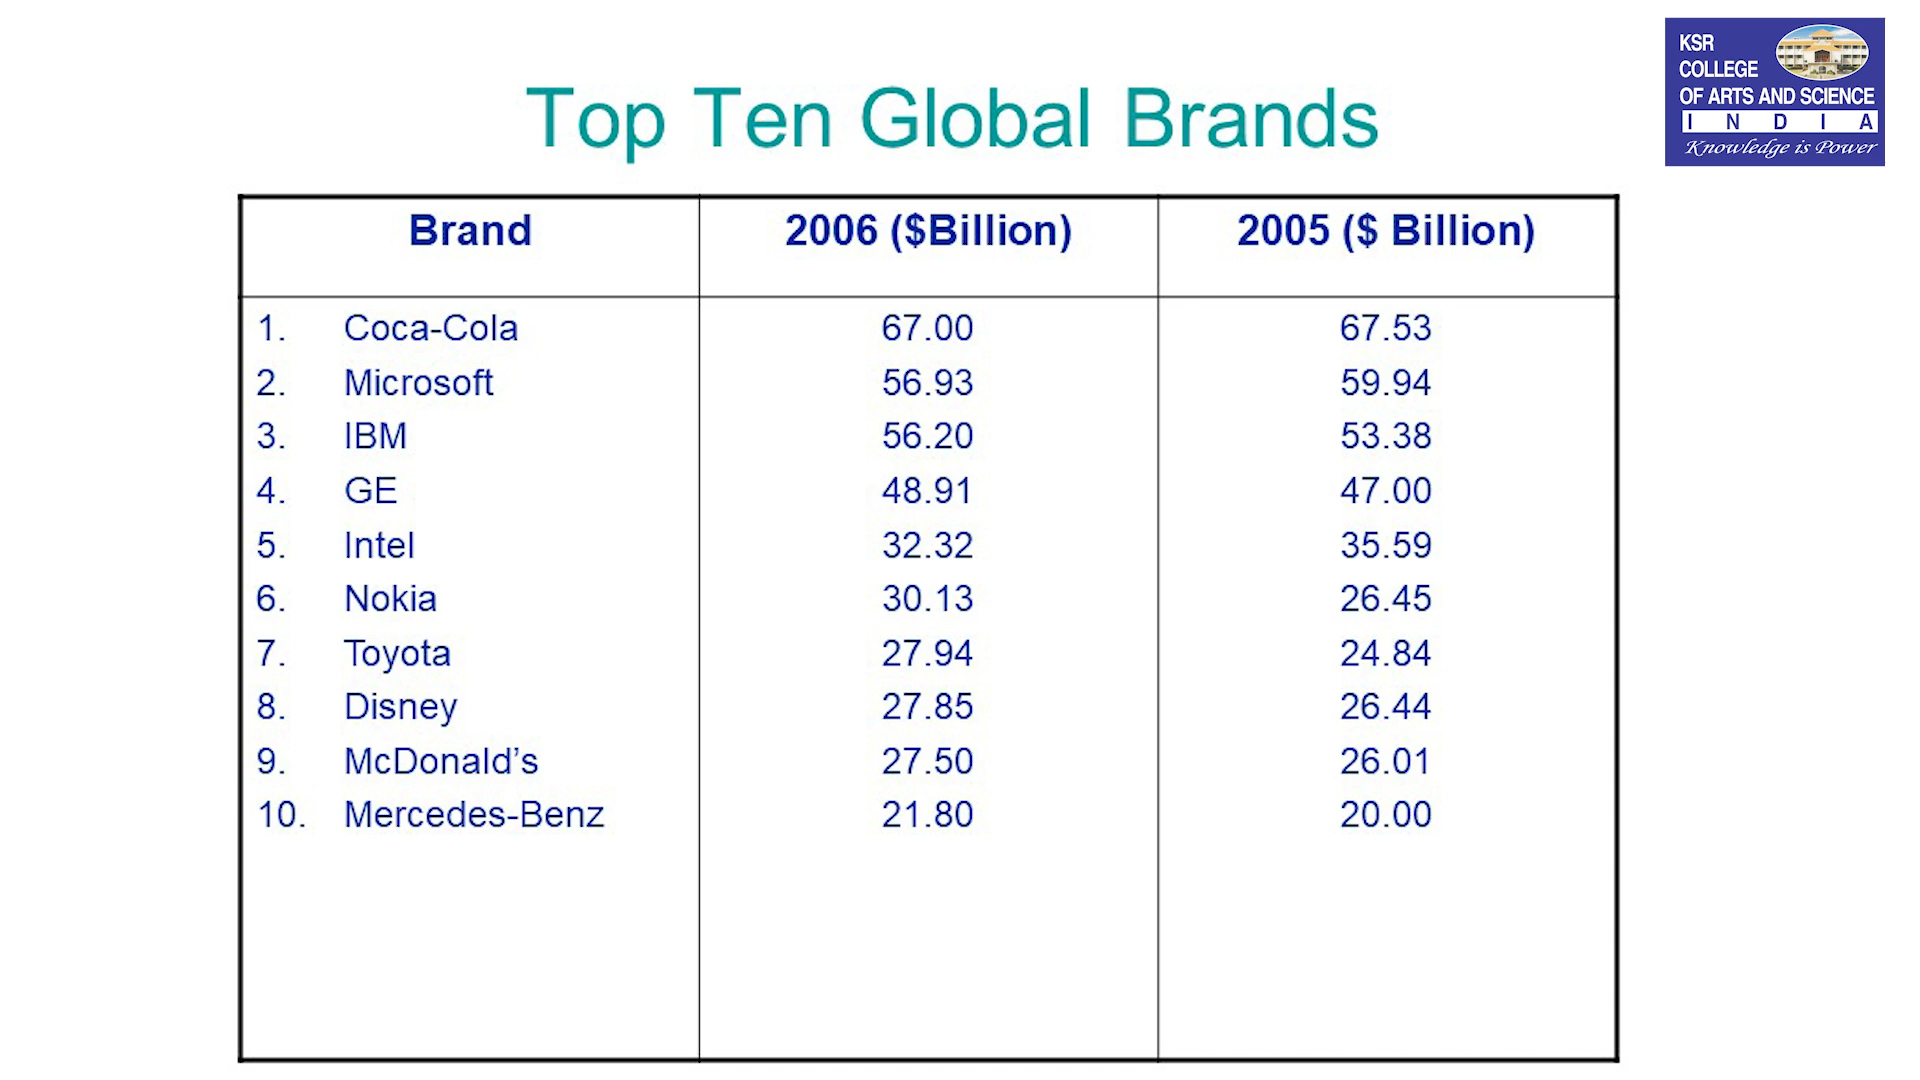 KSR
COLLEGE
OF ARTS AND SCIENCE
I N D I A
Knowledge is Power
Top Ten Global Brands
Brand 2006 ($Billion) 2005 ($ Billion)
1. Coca-Cola 67.00 67.53
2. Microsoft 56.93 59.94
3. IBM 56.20 53.38
4. GE 48.91 47.00
5. Intel 32.32 35.59
6. Nokia 30.13 26.45
7. Toyota 27.94 24.84
8. Disney 27.85 26.44
9. McDonald’s 27.50 26.01
10. Mercedes-Benz 21.80 20.00